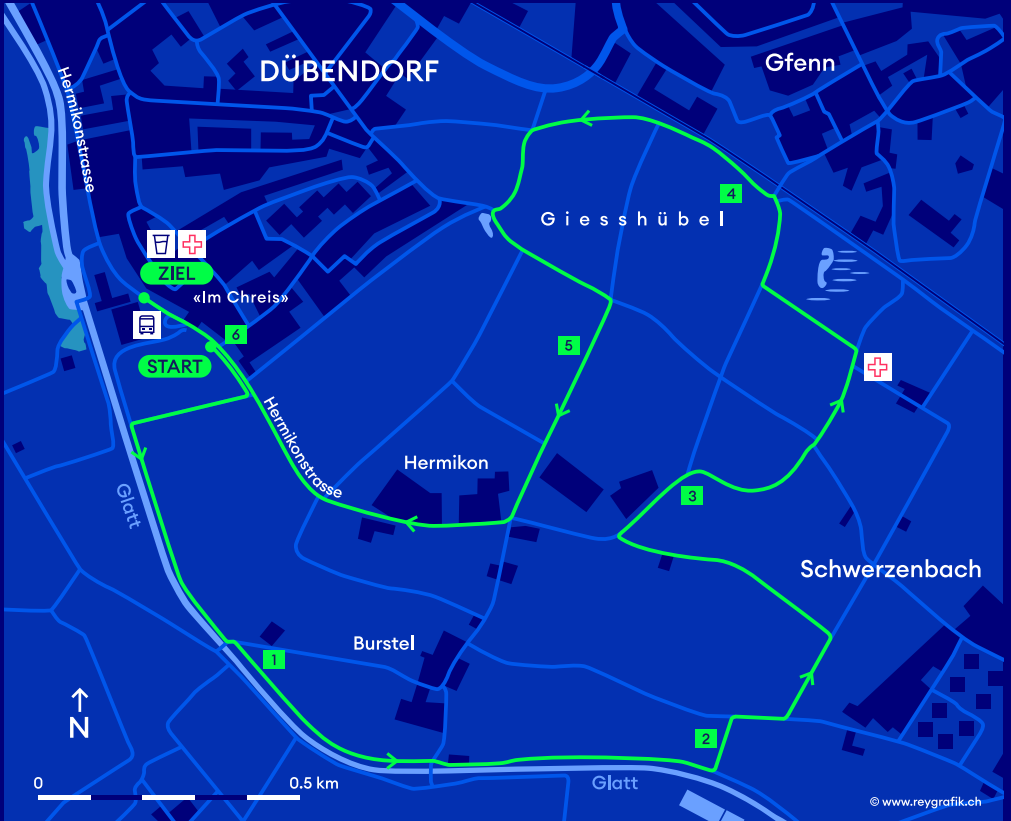 DÜBENDORF
Gfenn
Hermikonstrasse
4
Giesshübel
ZIEL
«Im Chreis»
6
START
5
Hermikonstrasse
Hermikon
3
Glatt
Schwerzenbach
Burstel
1
N
2
0
0.5 km
Glatt
© www.reygrafik.ch